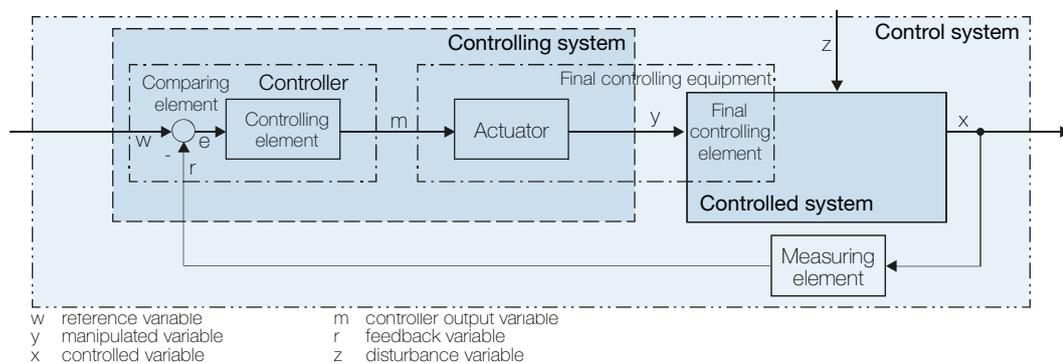 Control system
Controlling system
z
Final controlling equipment
Comparing
element
Controller
Controlling
element
w
e
-
r
m
Actuator
y
Final
controlling
element
x
Controlled system
Measuring
element
w reference variable
y manipulated variable
x controlled variable
m controller output variable
r feedback variable
z disturbance variable